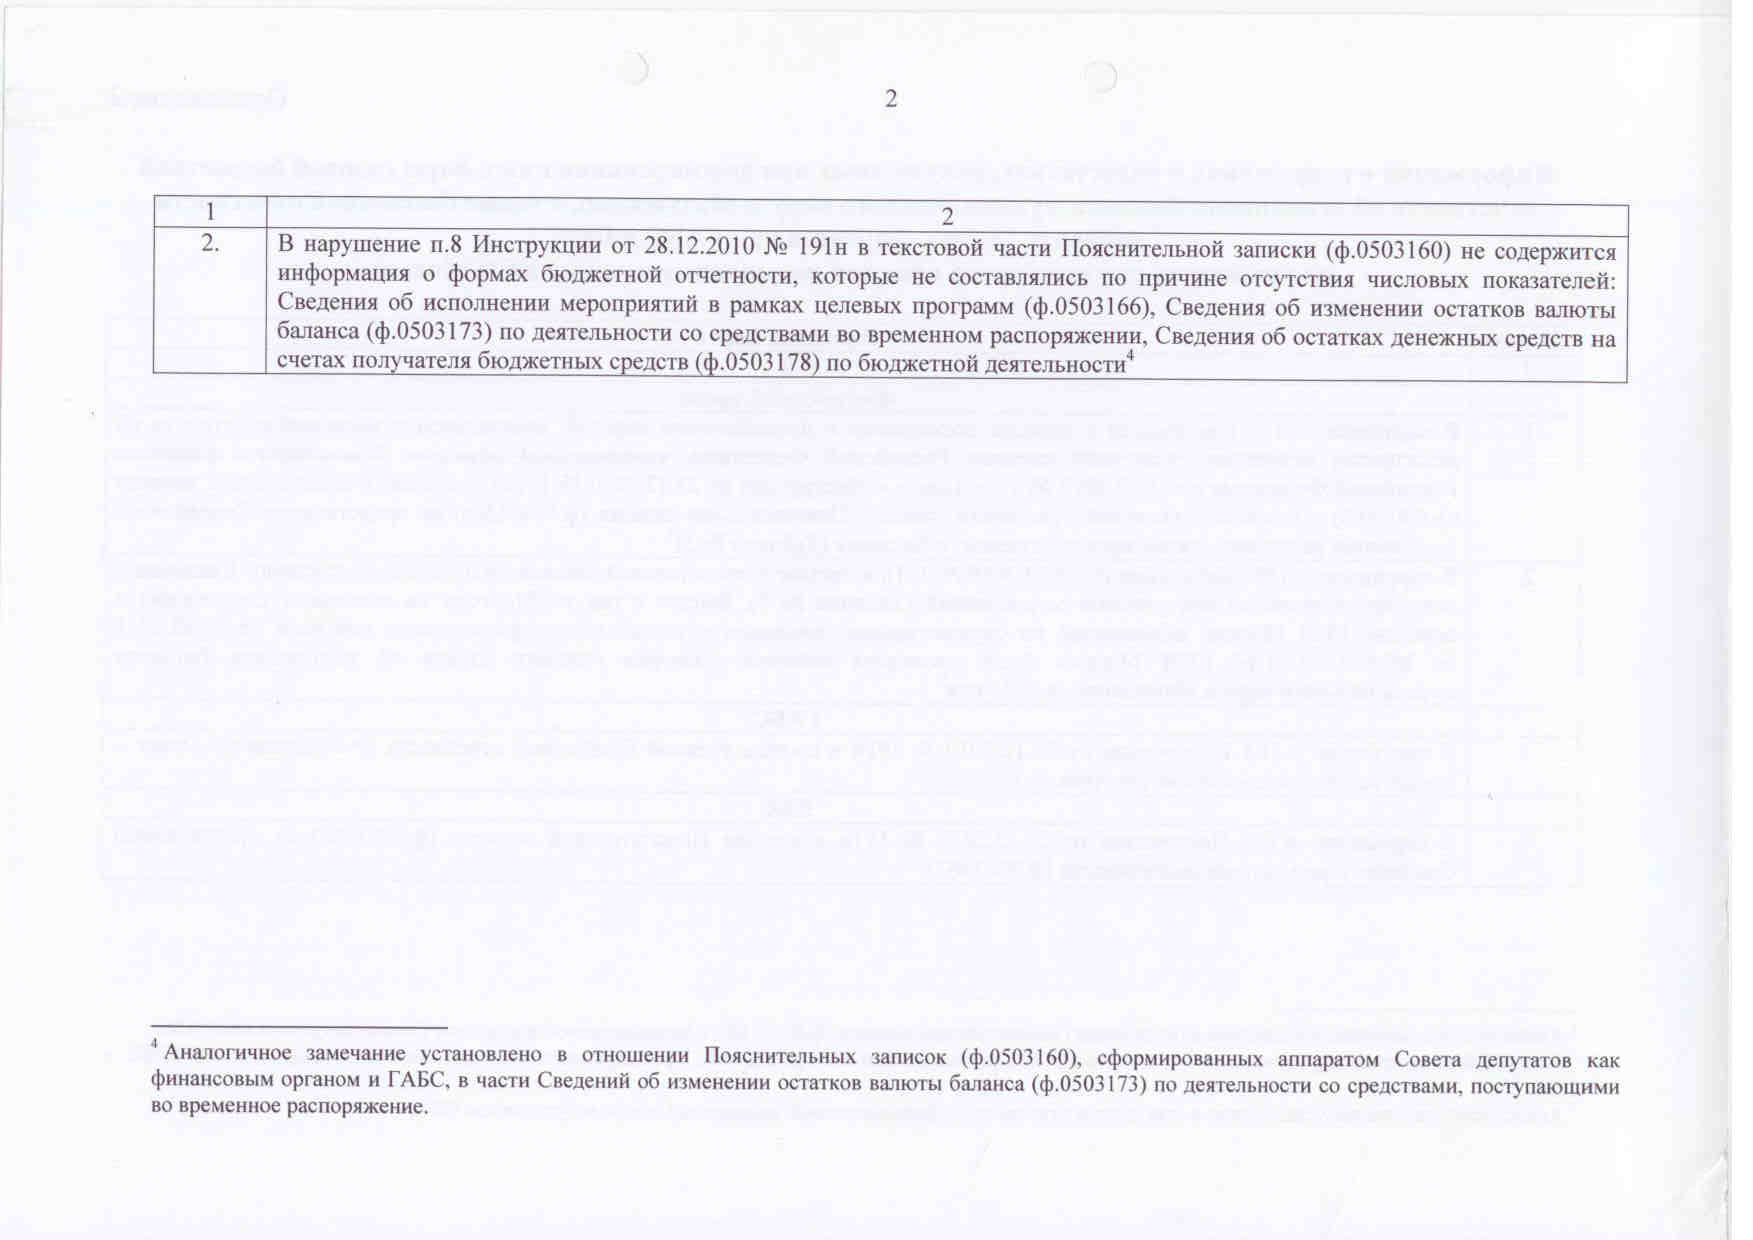 2
1
2
2.
В нарушение п.8 Инструкции от 28.12.2010 № 191н в текстовой части Пояснительной записки (ф.0503160) не содержится
информация о формах бюджетной отчетности, которые не составлялись по причине отсутствия числовых показателей:
Сведения об исполнении мероприятий в рамках целевых программ (ф.0503166), Сведения об изменении остатков валюты
баланса (ф.0503173) по деятельности со средствами во временном распоряжении, Сведения об остатках денежных средств на
счетах получателя бюджетных средств (ф.0503178) по бюджетной деятельности⁴
⁴ Аналогичное замечание установлено в отношении Пояснительных записок (ф.0503160), сформированных аппаратом Совета депутатов как
финансовым органом и ГАБС, в части Сведений об изменении остатков валюты баланса (ф.0503173) по деятельности со средствами, поступающими
во временное распоряжение.